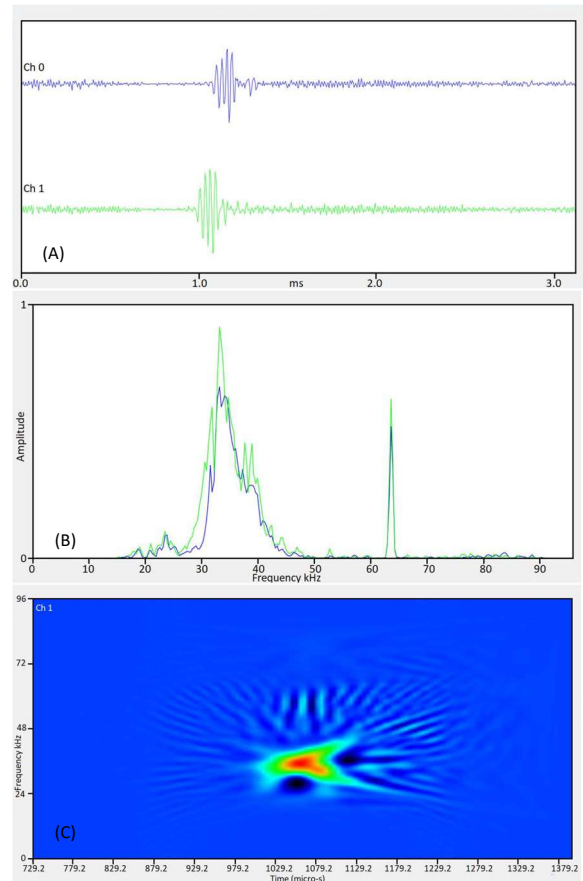 Ch 0
Ch 1
(A)
0.0 1.0 ms 2.0 3.0
1
Amplitude
(B)
0
0 10 20 30 40 50 60 70 80 90
Frequency kHz
96
Ch 1
72
Frequency kHz
48
24
(C)
0
729.2 779.2 829.2 879.2 929.2 979.2 1029.2 1079.2 1129.2 1179.2 1229.2 1279.2 1329.2 1379.2
Time (micro-s)